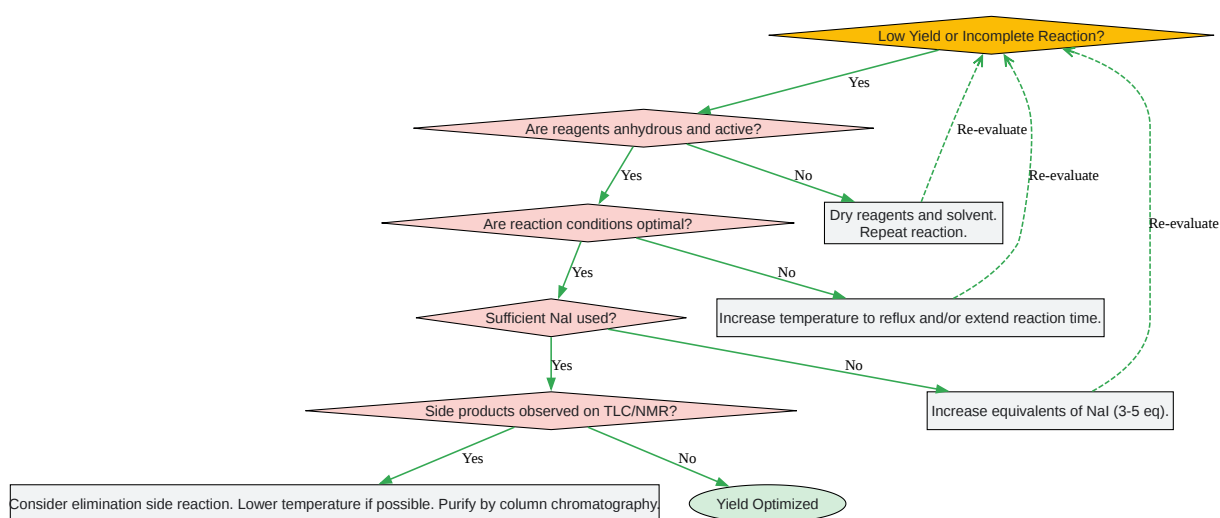 Low Yield or Incomplete Reaction?
Yes
Are reagents anhydrous and active?
Re-evaluate
Yes
No
Re-evaluate
Dry reagents and solvent.
Repeat reaction.
Are reaction conditions optimal?
Re-evaluate
Yes
No
Sufficient NaI used?
Increase temperature to reflux and/or extend reaction time.
Yes
No
Side products observed on TLC/NMR?
Increase equivalents of NaI (3-5 eq).
Yes
No
Consider elimination side reaction. Lower temperature if possible. Purify by column chromatography.
Yield Optimized